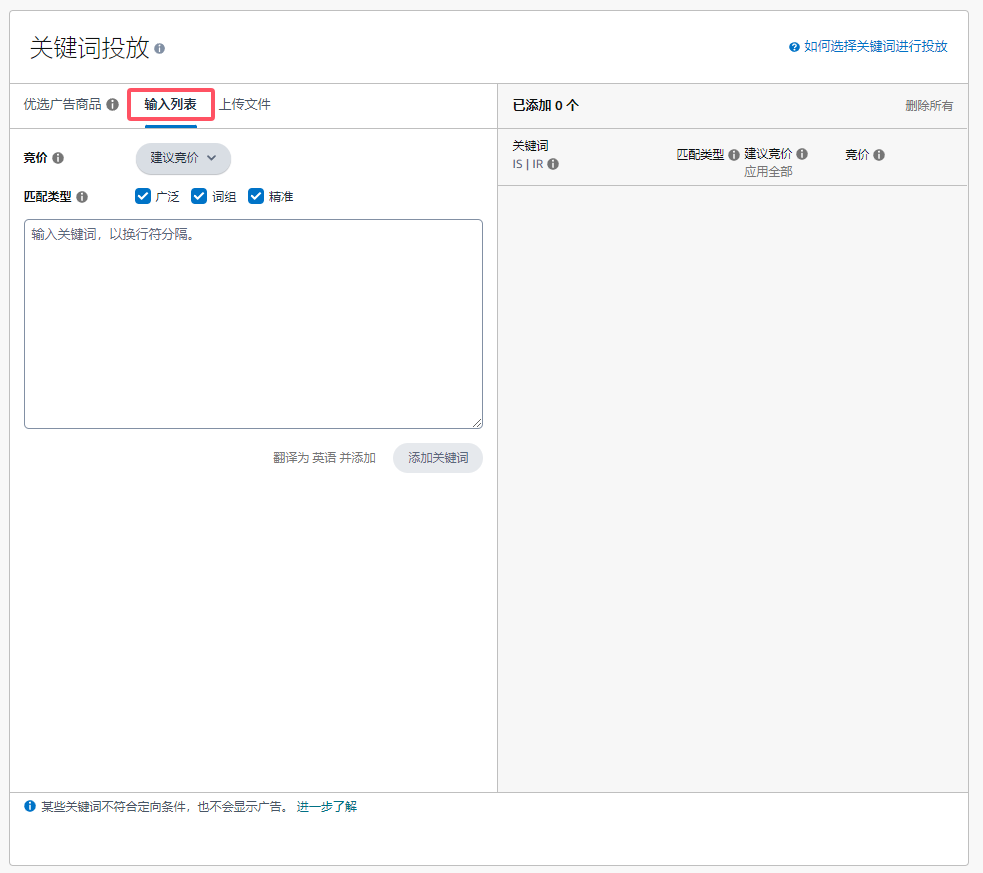 关键词投放
如何选择关键词进行投放
优选广告商品 输入列表 上传文件
竞价 建议竞价
匹配类型 广泛 词组 精准
输入关键词，以换行符分隔。
翻译为 英语 并添加 添加关键词
已添加 0 个 删除所有
关键词 匹配类型 建议竞价 竞价
IS | IR 应用全部
某些关键词不符合定向条件，也不会显示广告。 进一步了解